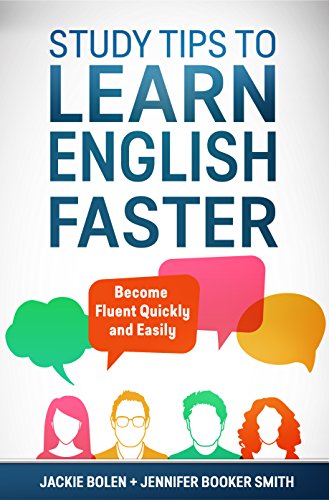 STUDY TIPS TO
LEARN
ENGLISH
FASTER
Become
Fluent Quickly
and Easily
JACKIE BOLEN + JENNIFER BOOKER SMITH